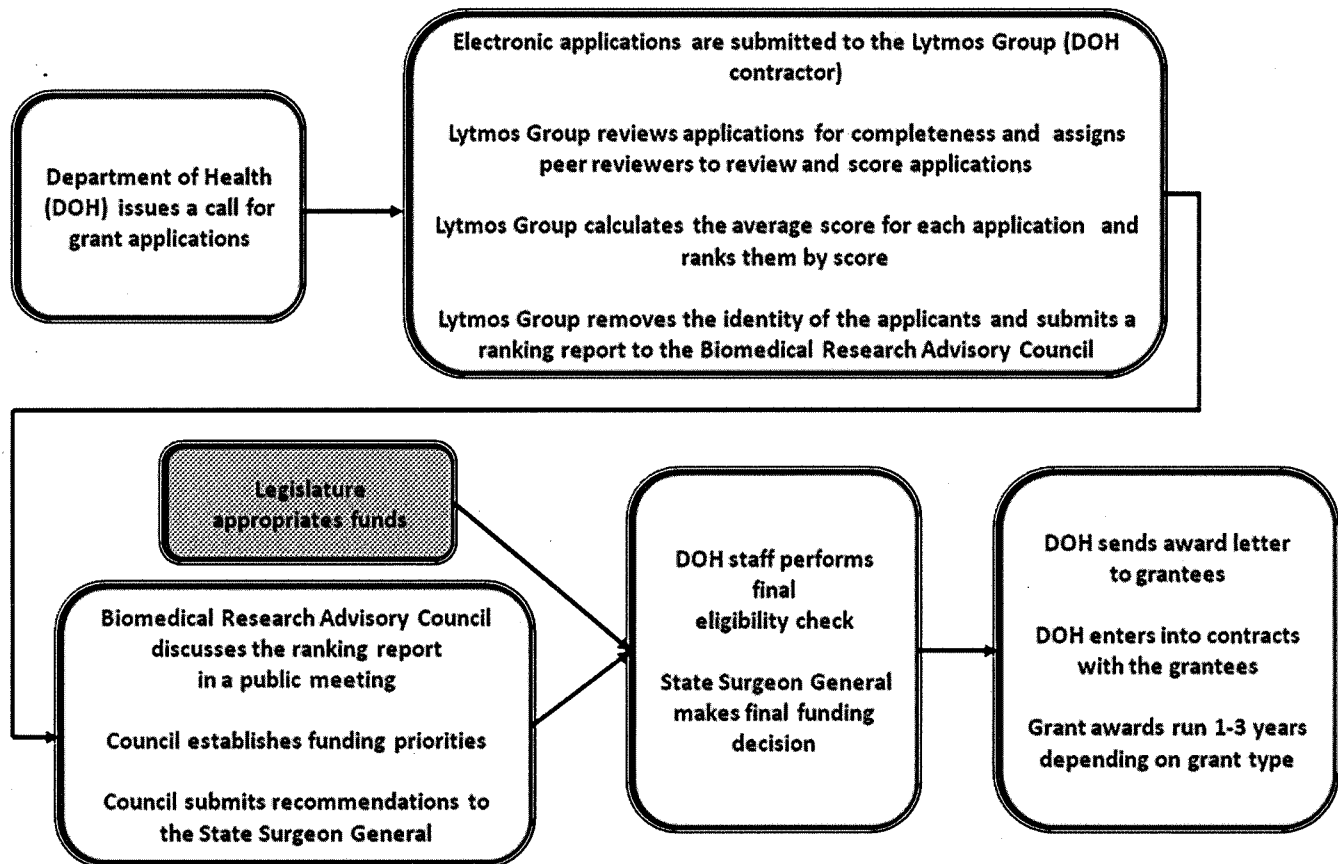 Department of Health
(DOH) issues a call for
grant applications
Electronic applications are submitted to the Lytmos Group (DOH
contractor)
Lytmos Group reviews applications for completeness and assigns
peer reviewers to review and score applications
Lytmos Group calculates the average score for each application and
ranks them by score
Lytmos Group removes the identity of the applicants and submits a
ranking report to the Biomedical Research Advisory Council
Legislature
appropriates funds
Biomedical Research Advisory Council
discusses the ranking report
in a public meeting
Council establishes funding priorities
Council submits recommendations to
the State Surgeon General
DOH staff performs
final
eligibility check
State Surgeon General
makes final funding
decision
DOH sends award letter
to grantees
DOH enters into contracts
with the grantees
Grant awards run 1-3 years
depending on grant type